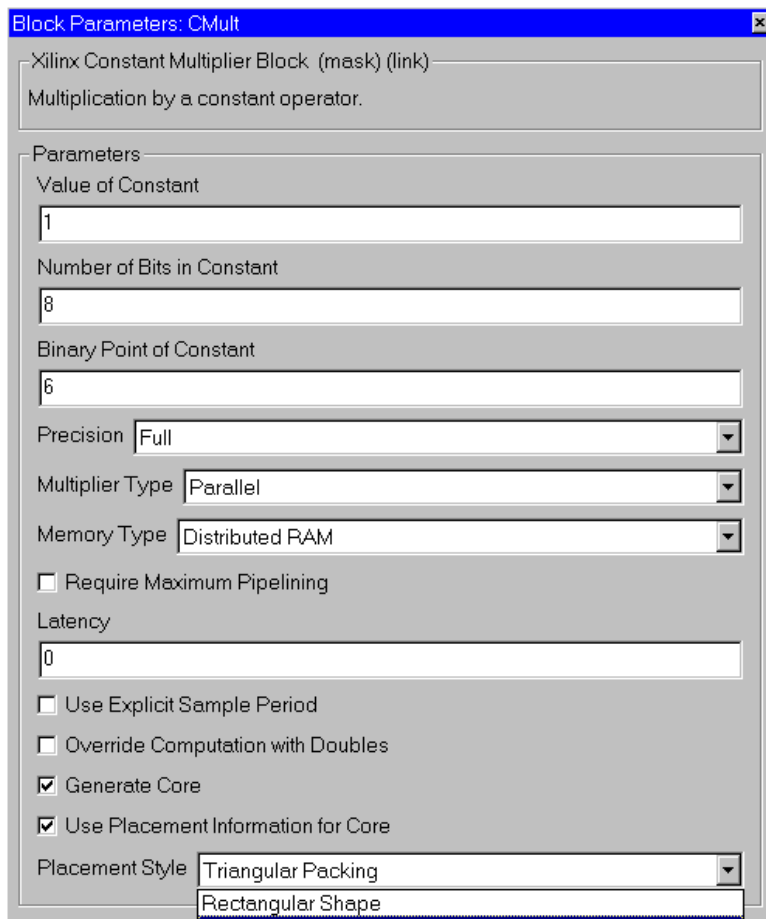 Block Parameters: CMult
Xilinx Constant Multiplier Block (mask) (link)
Multiplication by a constant operator.
Parameters
Value of Constant
1
Number of Bits in Constant
8
Binary Point of Constant
6
Precision Full
Multiplier Type Parallel
Memory Type Distributed RAM
Require Maximum Pipelining
Latency
0
Use Explicit Sample Period
Override Computation with Doubles
Generate Core
Use Placement Information for Core
Placement Style Triangular Packing
Rectangular Shape